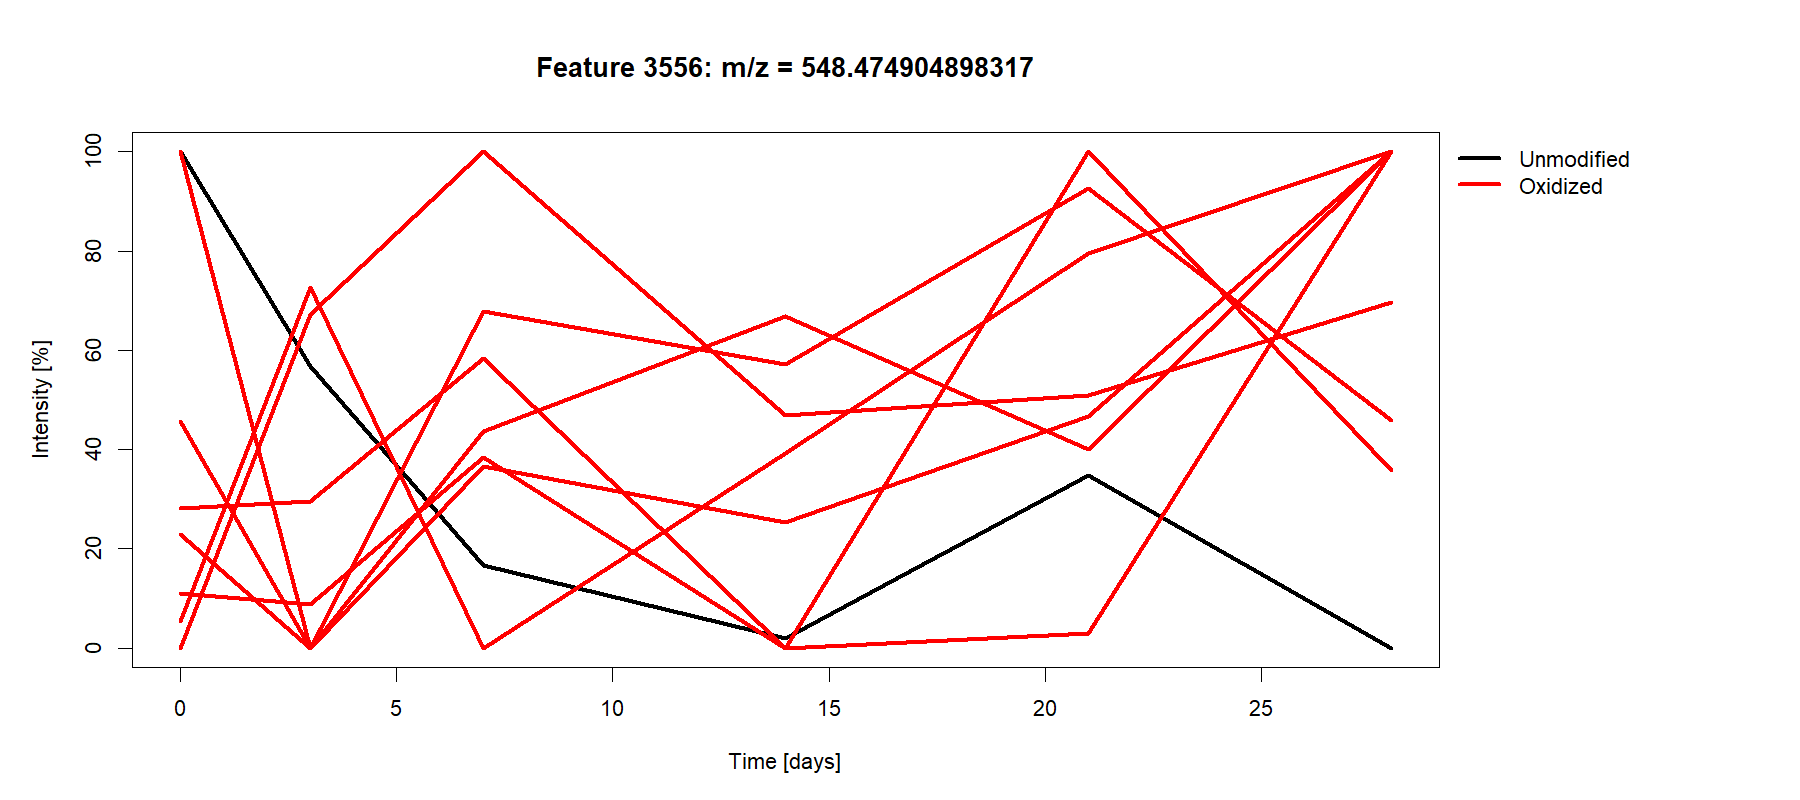 Feature 3556: m/z = 548.474904898317
Unmodified
Oxidized
Intensity [%]
100
80
60
40
20
0
0 5 10 15 20 25
Time [days]